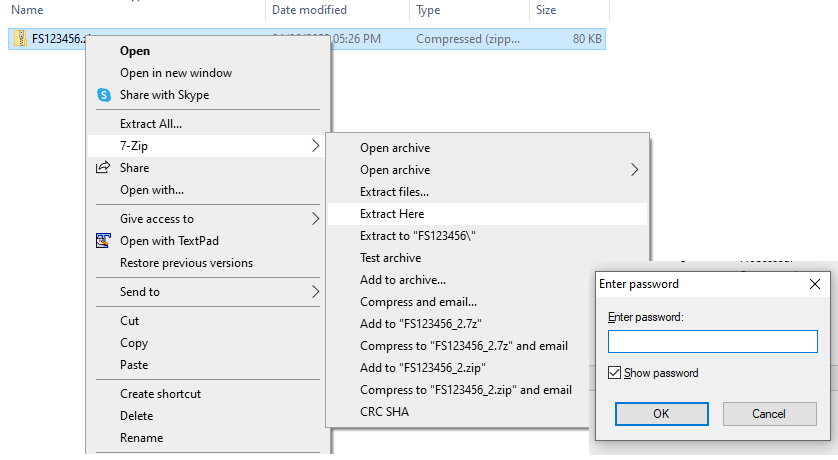 Name Date modified Type Size
FS123456.z 05:26 PM Compressed (zipp... 80 KB
Open
Open in new window
Share with Skype
Extract All...
7-Zip
Share
Open with...
Give access to
Open with TextPad
Restore previous versions
Send to
Cut
Copy
Paste
Create shortcut
Delete
Rename
Open archive
Open archive
Extract files...
Extract Here
Extract to "FS123456\"
Test archive
Add to archive...
Compress and email...
Add to "FS123456_2.7z"
Compress to "FS123456_2.7z" and email
Add to "FS123456_2.zip"
Compress to "FS123456_2.zip" and email
CRC SHA
Enter password
Enter password:
Show password
OK Cancel